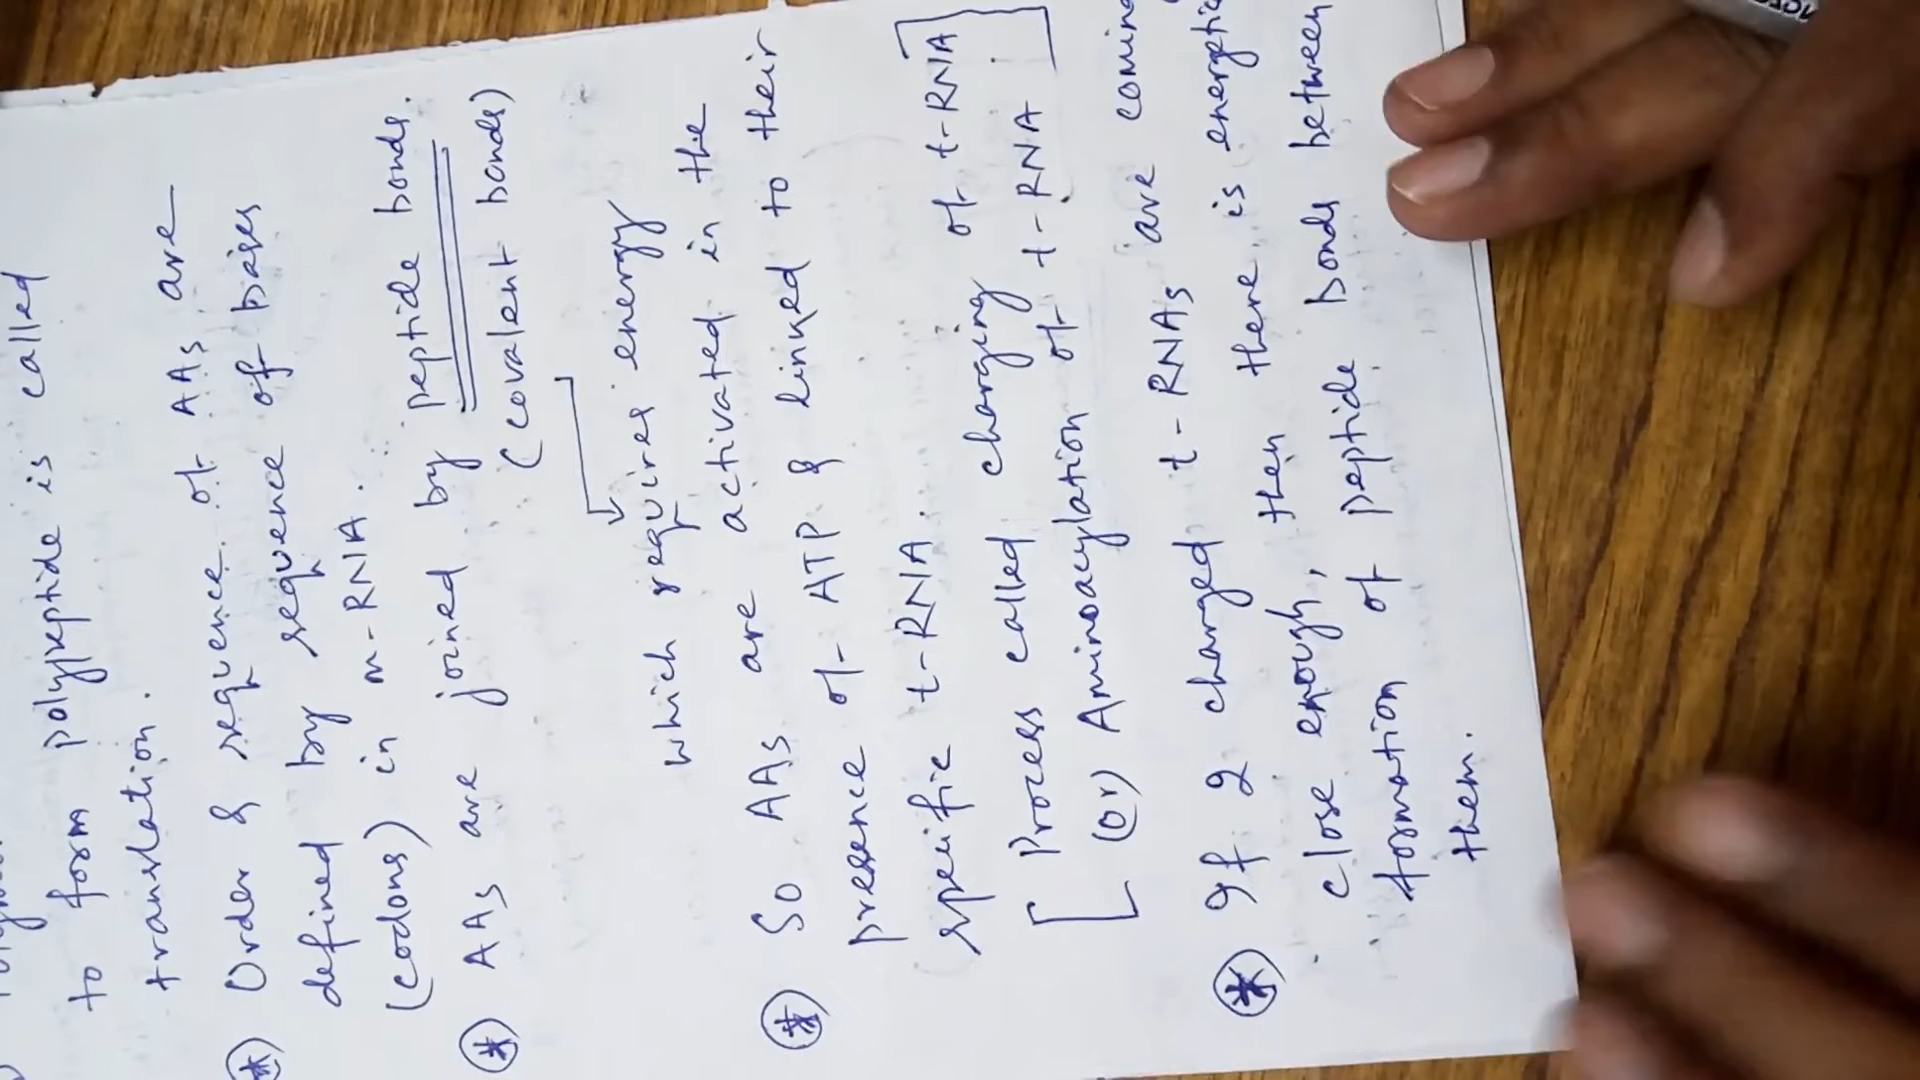 to form polypeptide is called
translation.
* Order & sequence of AAs are
defined by sequence of bases
(codons) in m-RNA.
* AAs are joined by peptide bonds.
(covalent bonds)
which requires energy
* So AAs are activated in the
presence of ATP & linked to their
specific t-RNA.
[ Process called charging of t-RNA
(or) Aminoacylation of t-RNA ]
* If 2 charged t-RNAs are coming
close enough, then there is energetic
formation of peptide bonds between
them.